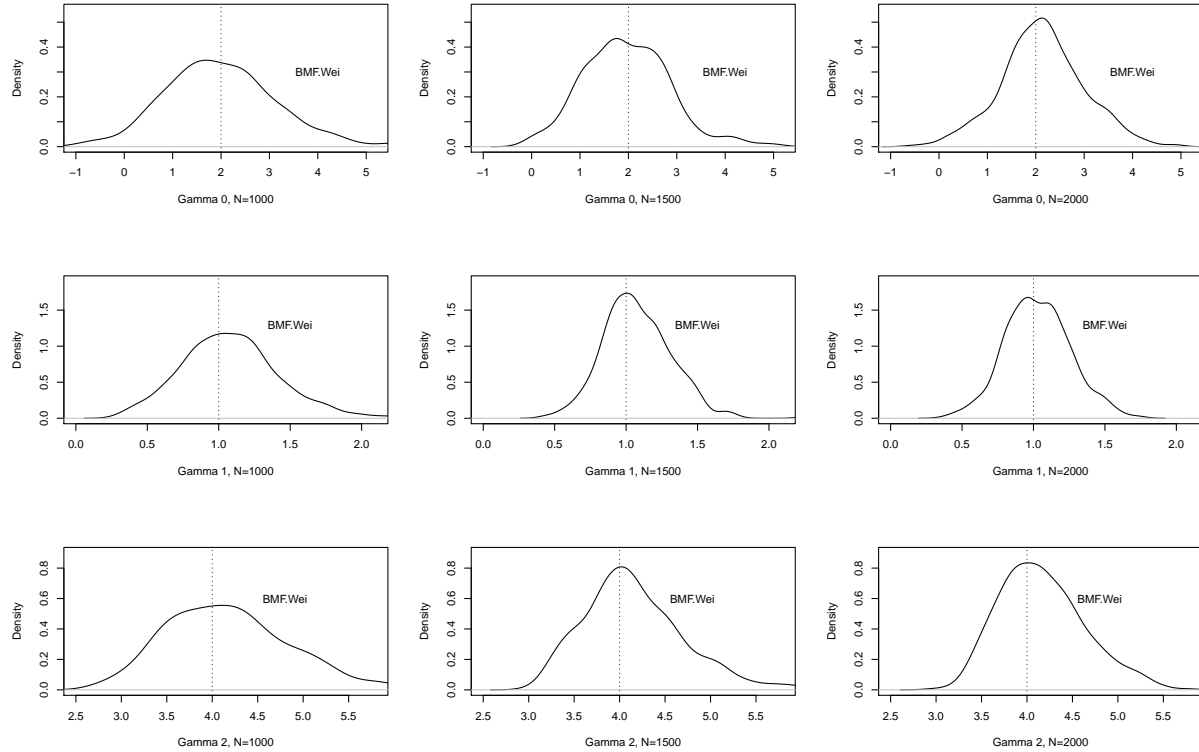 Density
0.0 0.2 0.4
BMF.Wei
−1 0 1 2 3 4 5
Gamma 0, N=1000
Density
0.0 0.2 0.4
BMF.Wei
−1 0 1 2 3 4 5
Gamma 0, N=1500
Density
0.0 0.2 0.4
BMF.Wei
−1 0 1 2 3 4 5
Gamma 0, N=2000
Density
0.0 0.5 1.0 1.5
BMF.Wei
0.0 0.5 1.0 1.5 2.0
Gamma 1, N=1000
Density
0.0 0.5 1.0 1.5
BMF.Wei
0.0 0.5 1.0 1.5 2.0
Gamma 1, N=1500
Density
0.0 0.5 1.0 1.5
BMF.Wei
0.0 0.5 1.0 1.5 2.0
Gamma 1, N=2000
Density
0.0 0.2 0.4 0.6 0.8
BMF.Wei
2.5 3.0 3.5 4.0 4.5 5.0 5.5
Gamma 2, N=1000
Density
0.0 0.2 0.4 0.6 0.8
BMF.Wei
2.5 3.0 3.5 4.0 4.5 5.0 5.5
Gamma 2, N=1500
Density
0.0 0.2 0.4 0.6 0.8
BMF.Wei
2.5 3.0 3.5 4.0 4.5 5.0 5.5
Gamma 2, N=2000